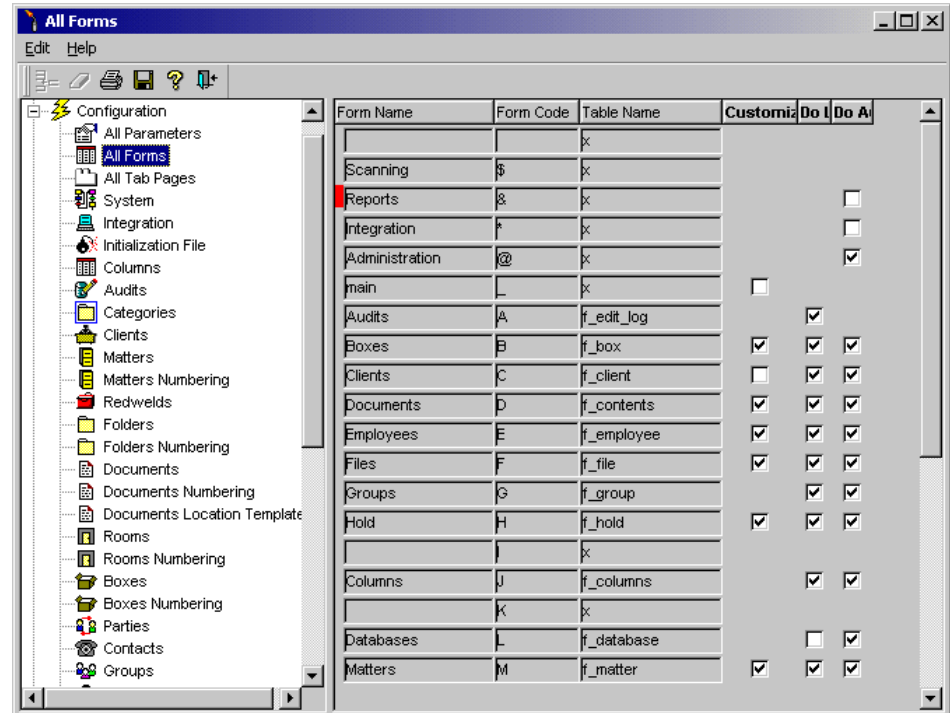 All Forms
Edit Help
Configuration
All Parameters
All Forms
All Tab Pages
System
Integration
Initialization File
Columns
Audits
Categories
Clients
Matters
Matters Numbering
Redwelds
Folders
Folders Numbering
Documents
Documents Numbering
Documents Location Template
Rooms
Rooms Numbering
Boxes
Boxes Numbering
Parties
Contacts
Groups
Form Name Form Code Table Name Customiz Do L Do A
x
Scanning $ x
Reports & x
Integration * x
Administration @ x
main _ x
Audits A f_edit_log
Boxes B f_box
Clients C f_client
Documents D f_contents
Employees E f_employee
Files F f_file
Groups G f_group
Hold H f_hold
I x
Columns J f_columns
K x
Databases L f_database
Matters M f_matter